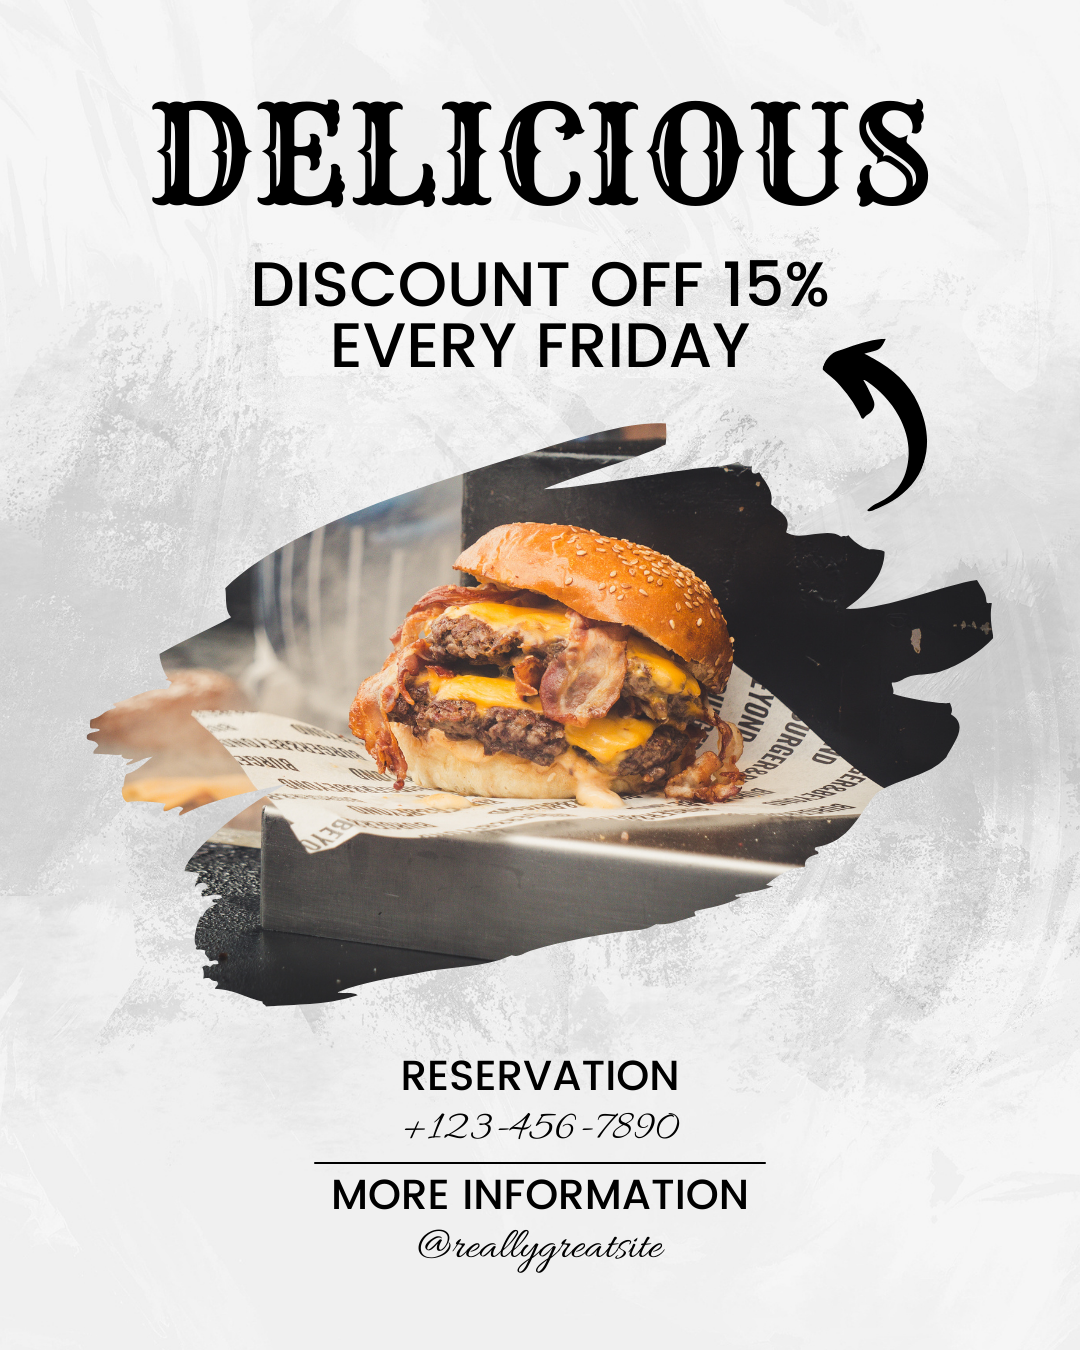 DELICIOUS
DISCOUNT OFF 15%
EVERY FRIDAY
RESERVATION
+123-456-7890
MORE INFORMATION
@reallygreatsite